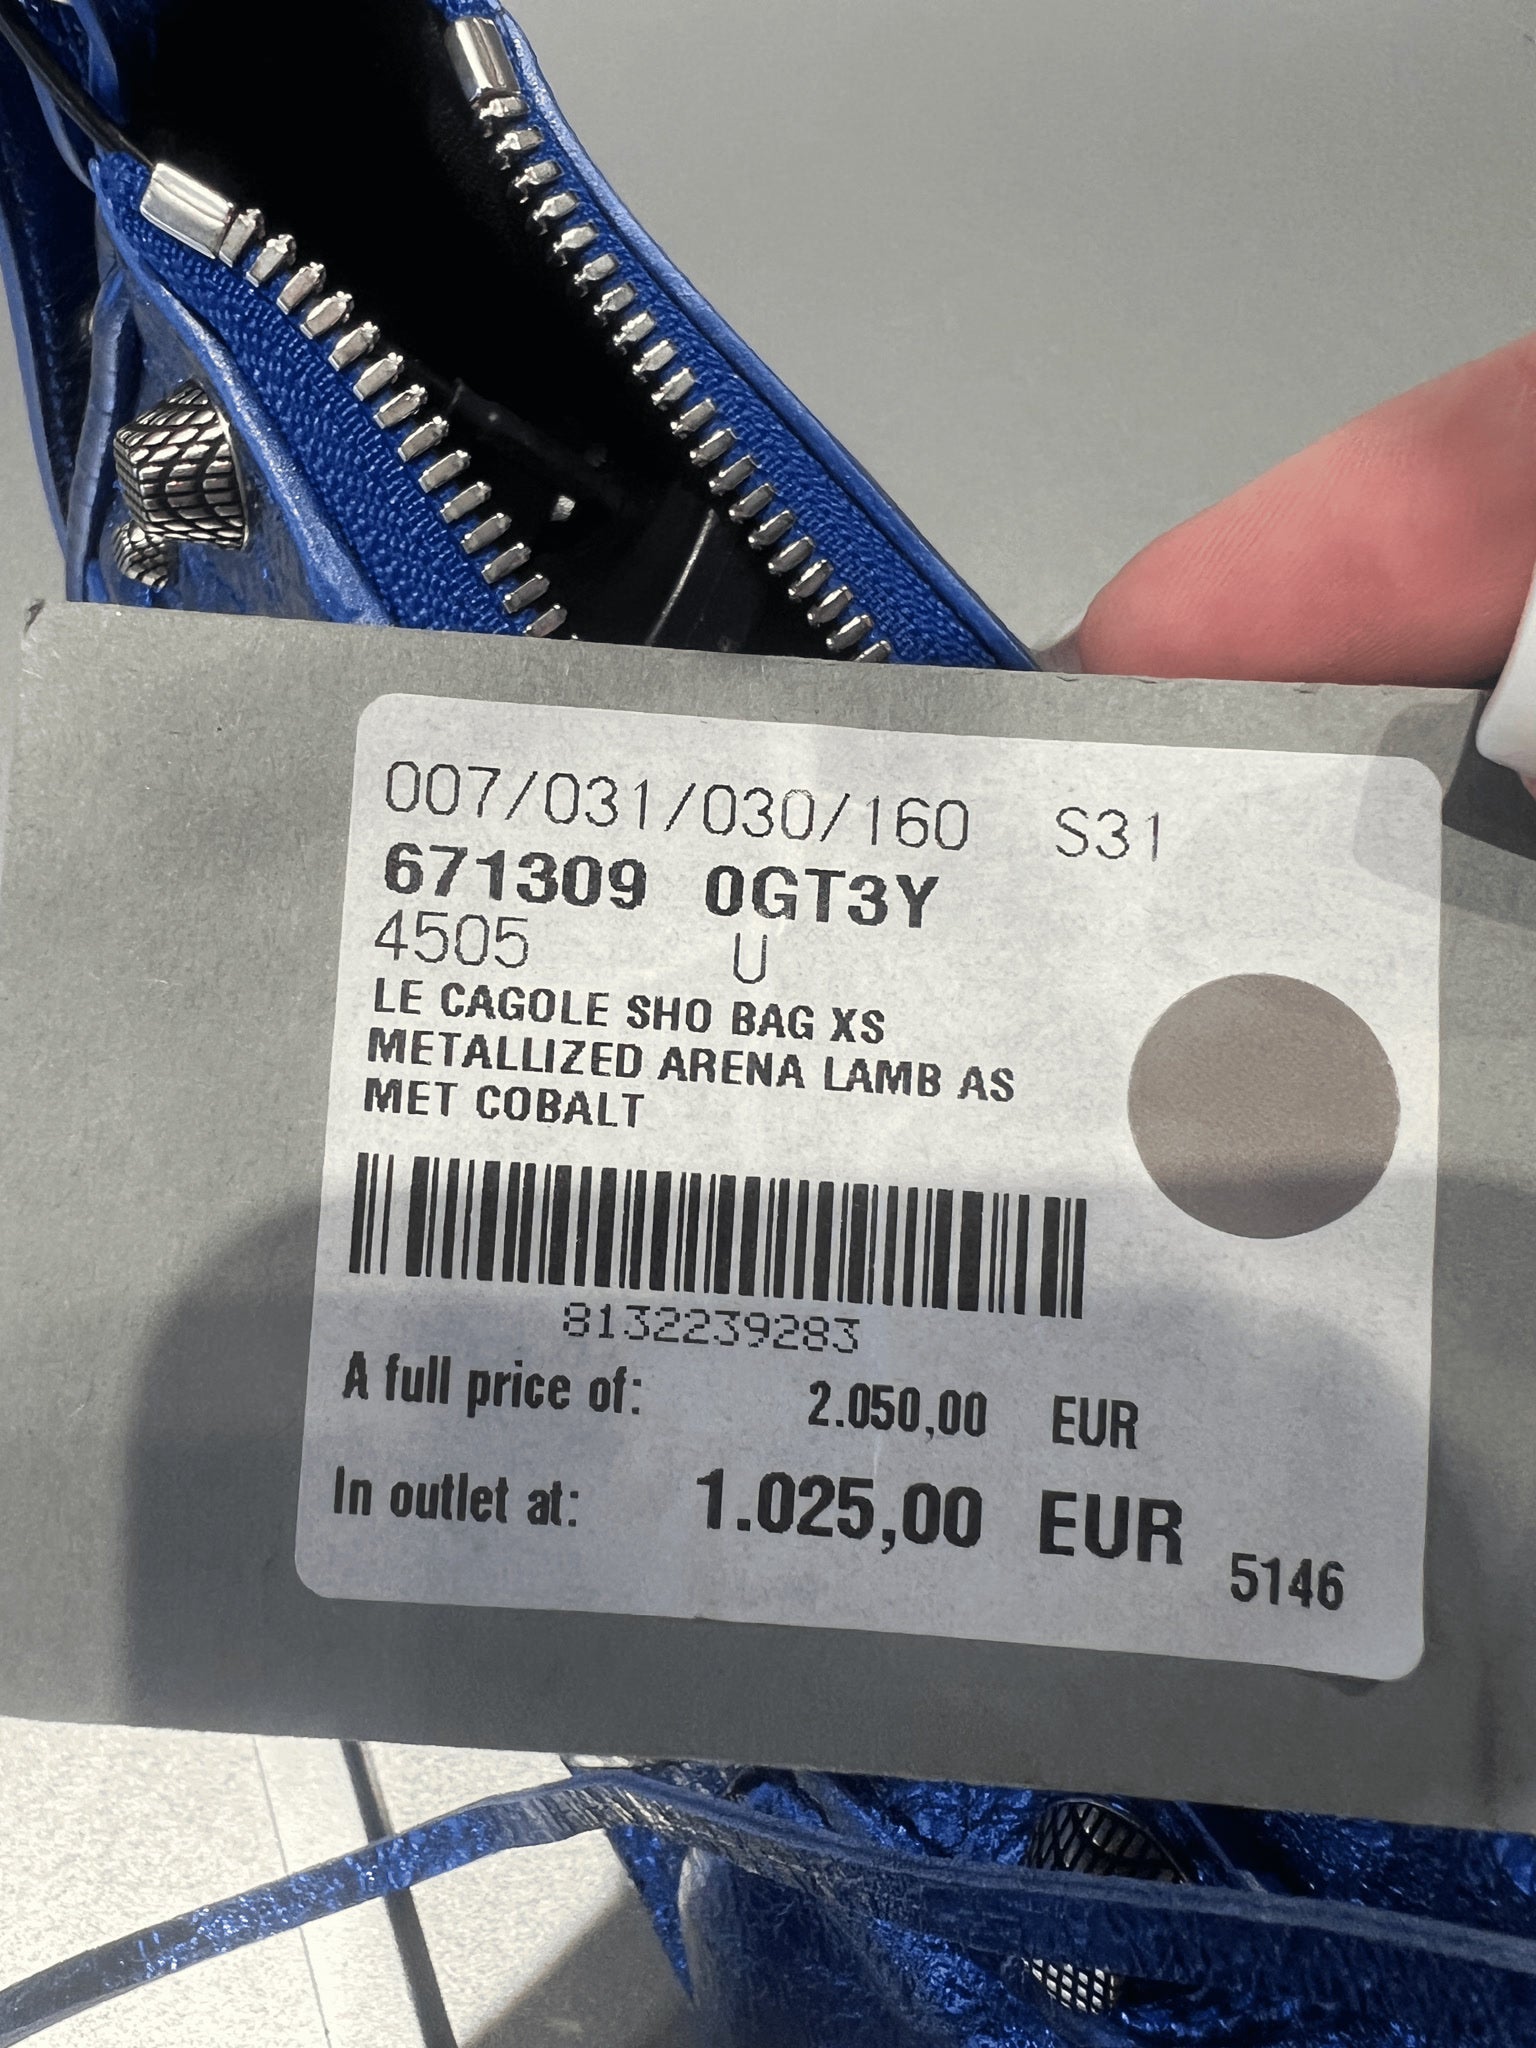 007/031/030/160 S31
671309 0GT3Y
4505 U
LE CAGOLE SHO BAG XS
METALLIZED ARENA LAMB AS
MET COBALT
8132239283
A full price of: 2.050,00 EUR
In outlet at: 1.025,00 EUR
5146